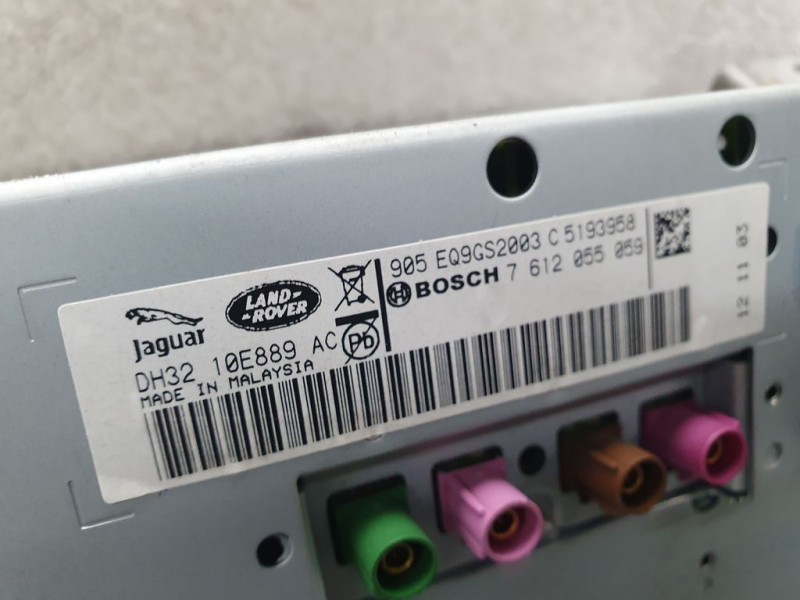 JAGUAR
LAND-
-ROVER
DH32 10E889 AC
MADE IN MALAYSIA
Pb
905 EQ9GS2003 C 5193958
BOSCH 7 612 055 059
12 11 03